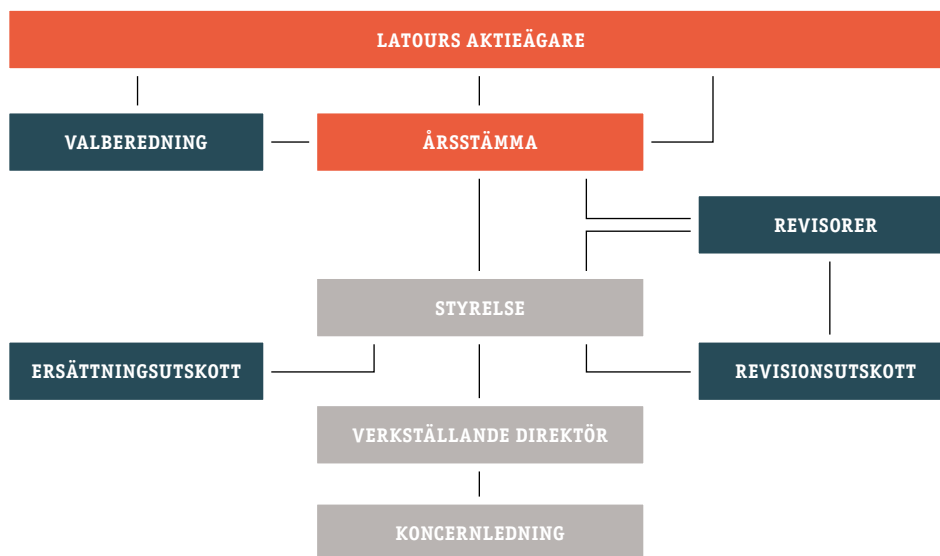 LATOURS AKTIEÄGARE
VALBEREDNING
ÅRSSTÄMMA
REVISORER
STYRELSE
ERSÄTTNINGSUTSKOTT
REVISIONSUTSKOTT
VERKSTÄLLANDE DIREKTÖR
KONCERNLEDNING